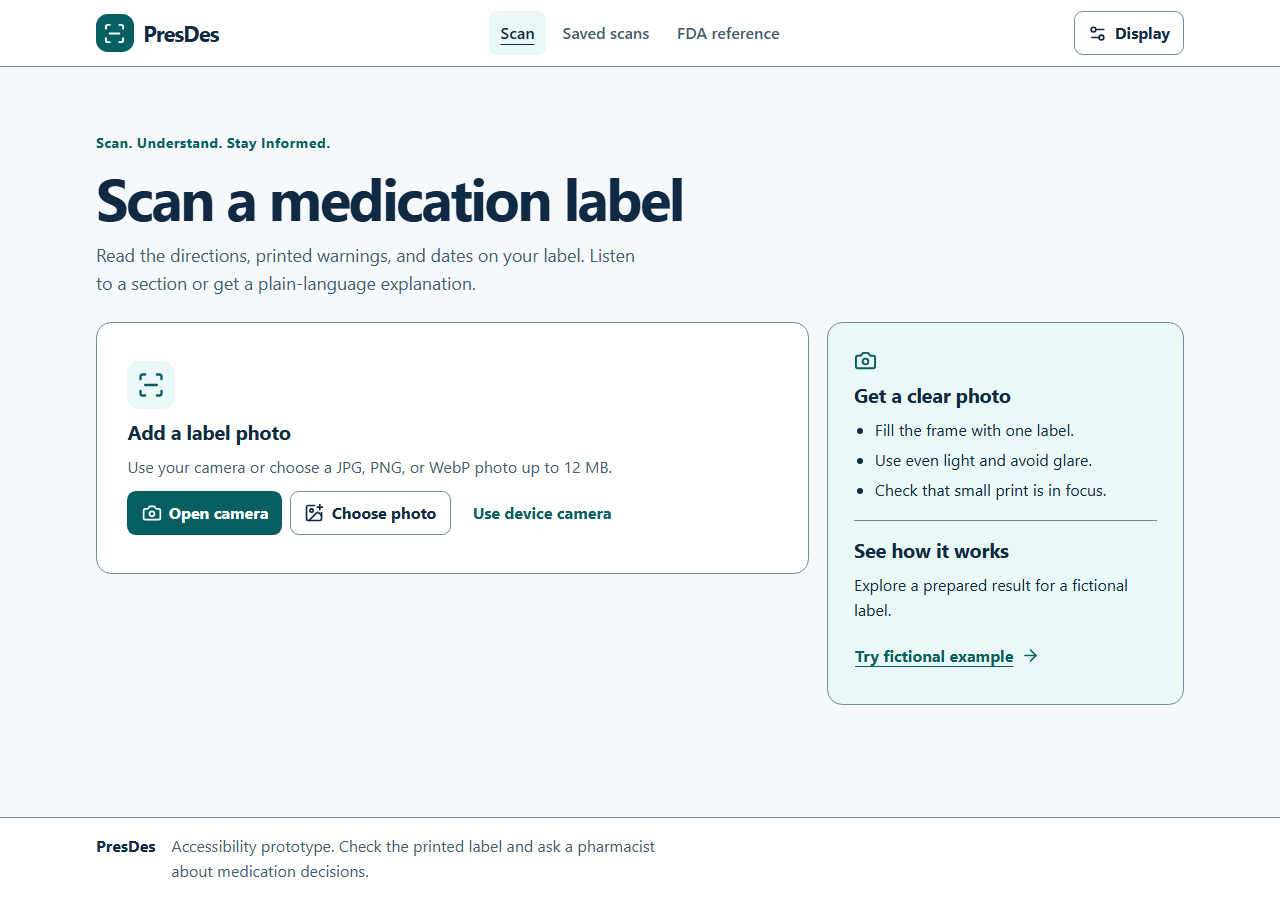 PresDes
Scan
Saved scans
FDA reference
Display
Scan. Understand. Stay Informed.
Scan a medication label
Read the directions, printed warnings, and dates on your label. Listen
to a section or get a plain-language explanation.
Add a label photo
Use your camera or choose a JPG, PNG, or WebP photo up to 12 MB.
Open camera
Choose photo
Use device camera
Get a clear photo
Fill the frame with one label.
Use even light and avoid glare.
Check that small print is in focus.
See how it works
Explore a prepared result for a fictional
label.
Try fictional example
PresDes
Accessibility prototype. Check the printed label and ask a pharmacist
about medication decisions.